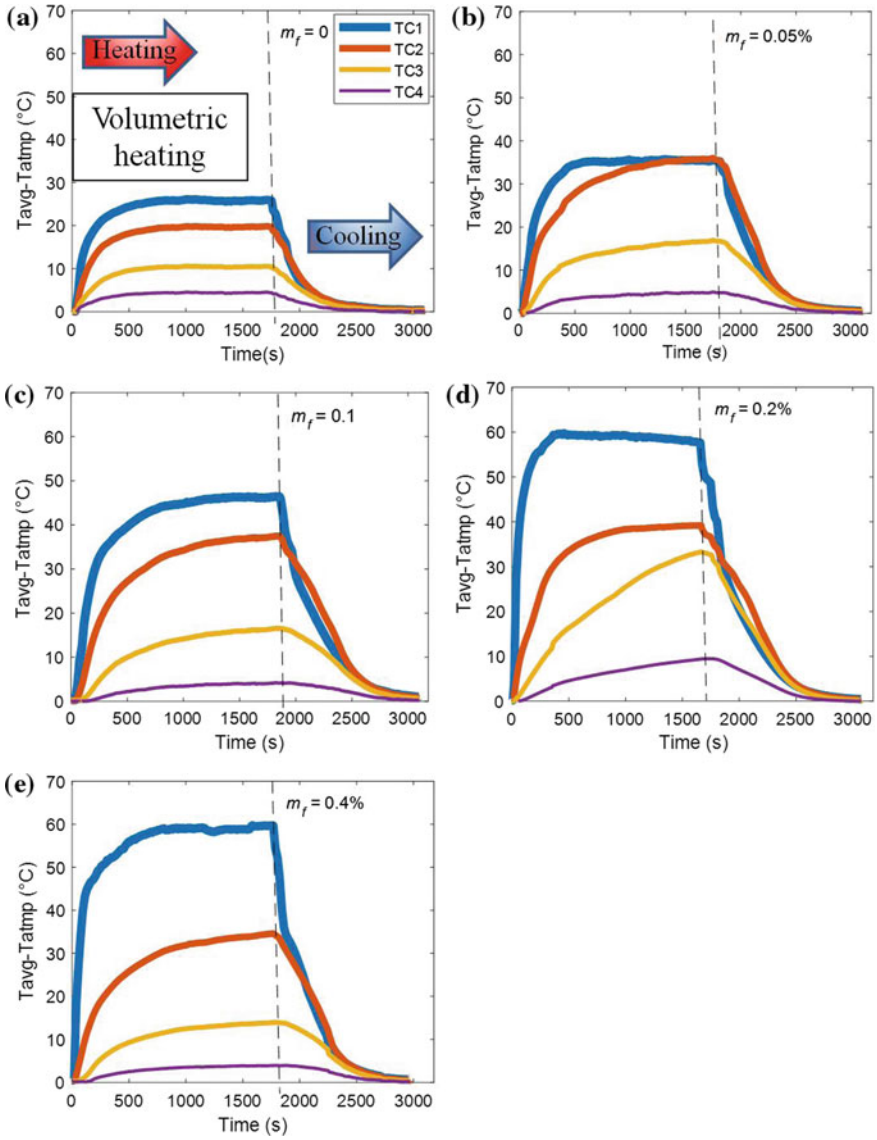 (a)
70
60
50
40
30
20
10
0
Tavg-Tatmp (°C)
Heating
Volumetric
heating
m_f = 0
TC1
TC2
TC3
TC4
Cooling
0 500 1000 1500 2000 2500 3000
Time(s)
(b)
70
60
50
40
30
20
10
0
Tavg-Tatmp (°C)
m_f = 0.05%
0 500 1000 1500 2000 2500 3000
Time (s)
(c)
70
60
50
40
30
20
10
0
Tavg-Tatmp (°C)
m_f = 0.1
0 500 1000 1500 2000 2500 3000
Time (s)
(d)
70
60
50
40
30
20
10
0
Tavg-Tatmp (°C)
m_f = 0.2%
0 500 1000 1500 2000 2500 3000
Time (s)
(e)
70
60
50
40
30
20
10
0
Tavg-Tatmp (°C)
m_f = 0.4%
0 500 1000 1500 2000 2500 3000
Time (s)